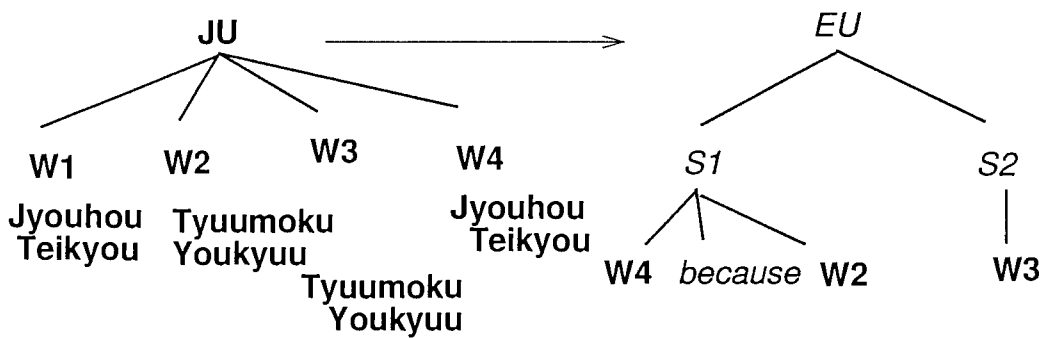 JU
EU
W1
W2
W3
W4
S1
S2
Jyouhou
Teikyou
Tyuumoku
Youkyuu
Tyuumoku
Youkyuu
Jyouhou
Teikyou
W4 because W2
W3